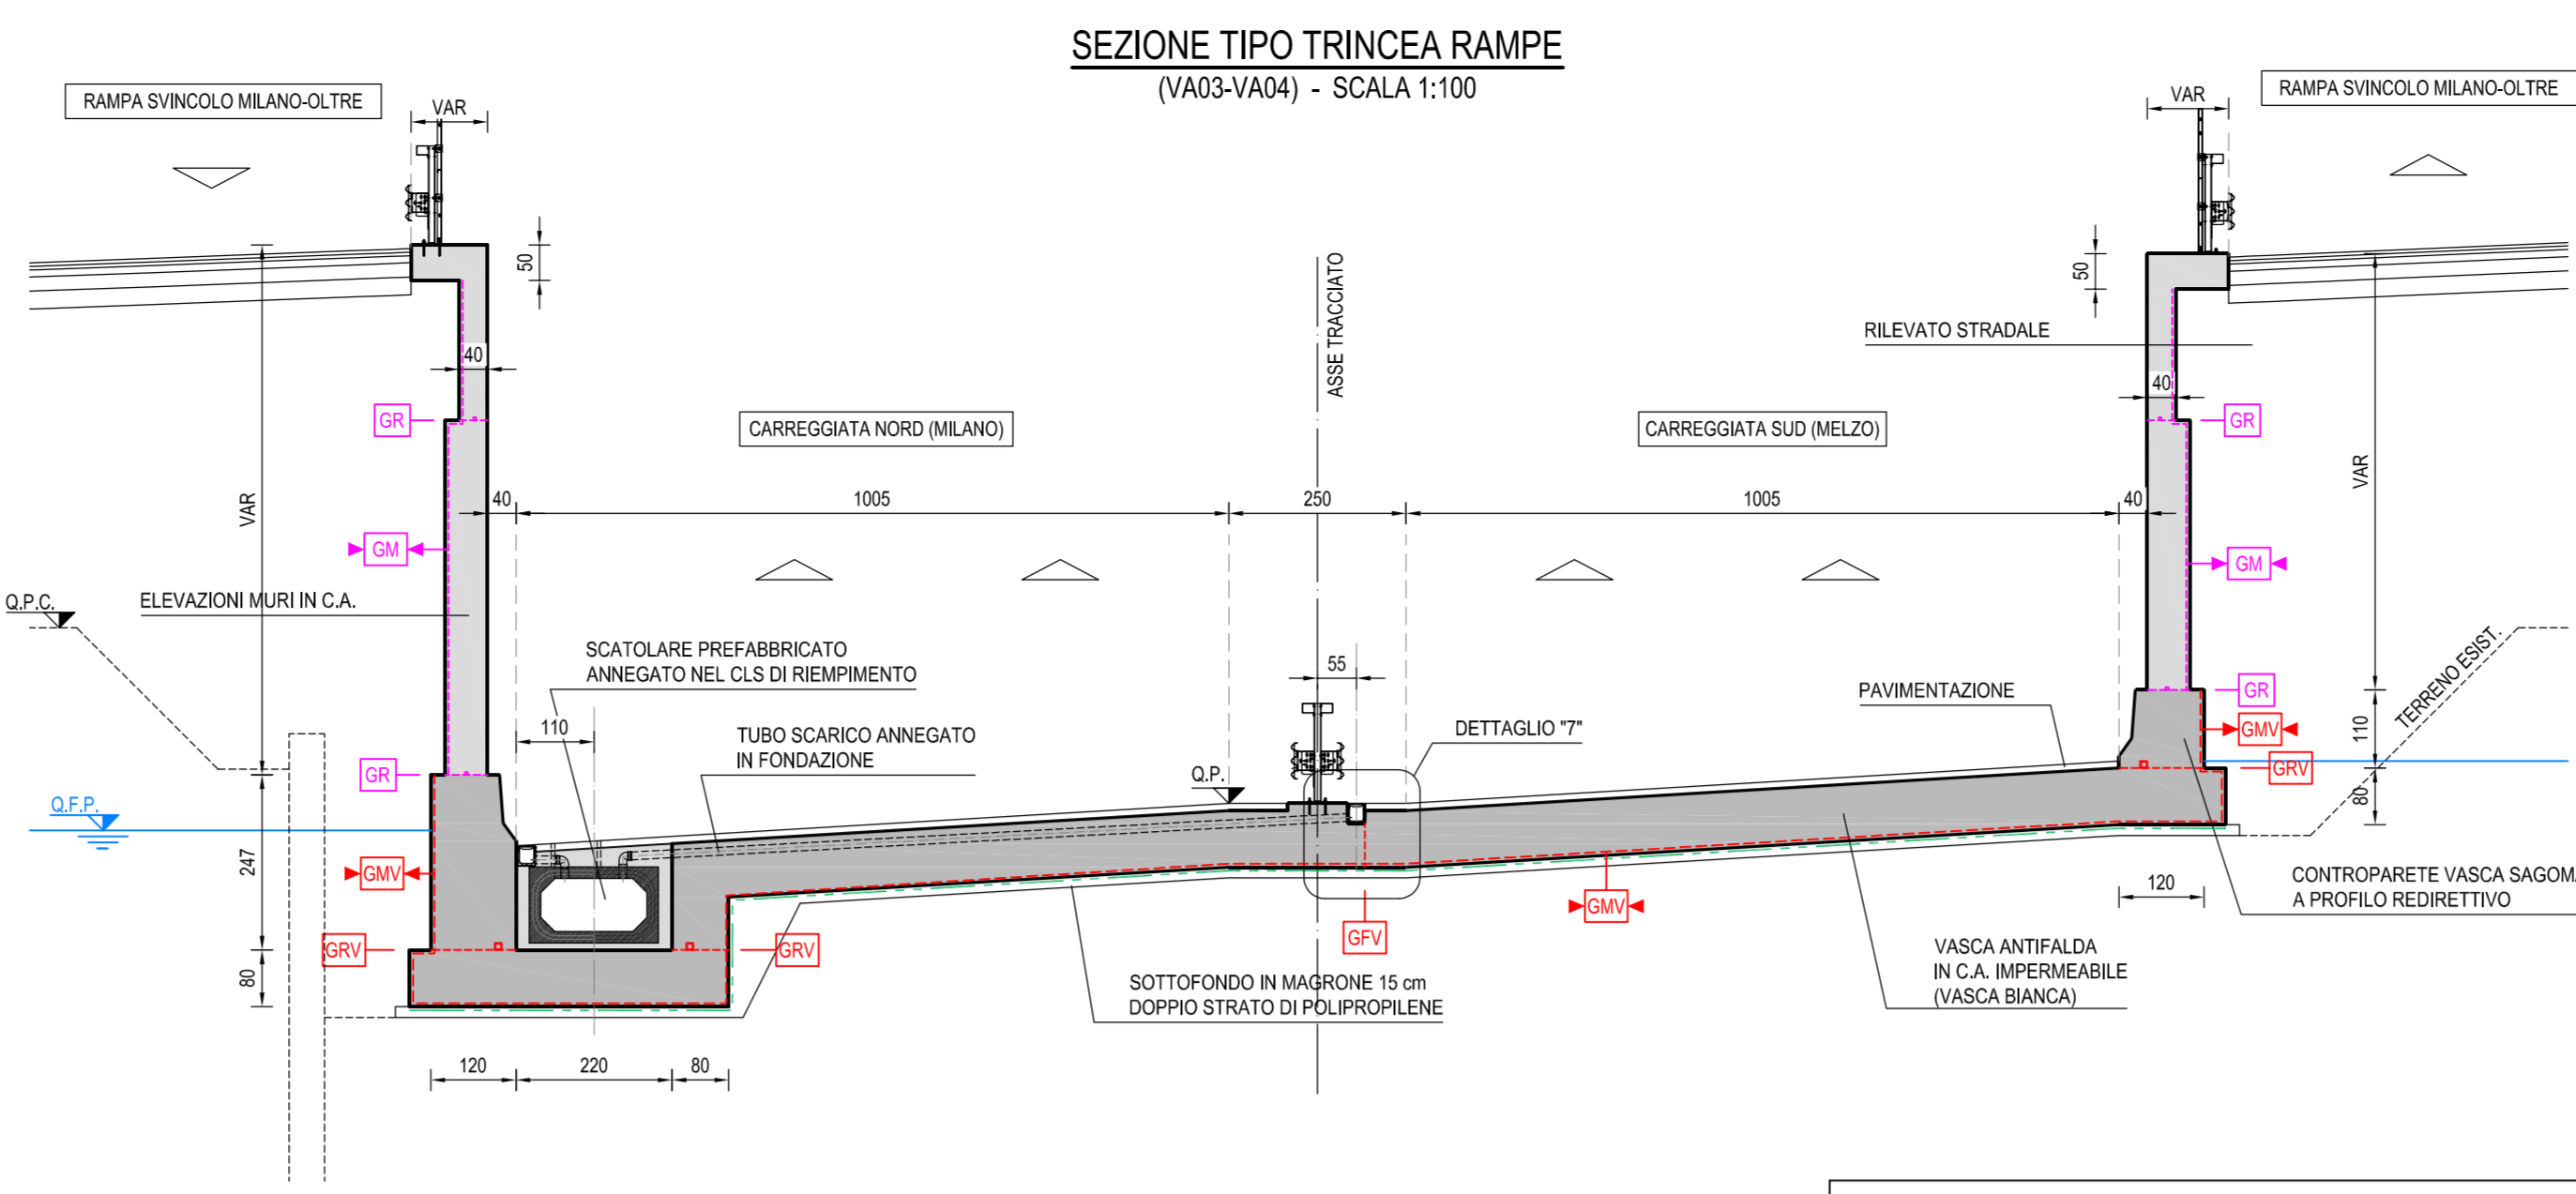 SEZIONE TIPO TRINCEA RAMPE
(VA03-VA04) - SCALA 1:100
RAMPA SVINCOLO MILANO-OLTRE
VAR
VAR
RAMPA SVINCOLO MILANO-OLTRE
50
50
ASSE TRACCIATO
RILEVATO STRADALE
40
40
GR
CARREGGIATA NORD (MILANO)
CARREGGIATA SUD (MELZO)
GR
VAR
40
1005
250
1005
40
VAR
GM
GM
Q.P.C.
ELEVAZIONI MURI IN C.A.
SCATOLARE PREFABBRICATO
ANNEGATO NEL CLS DI RIEMPIMENTO
55
PAVIMENTAZIONE
GR
TERRENO ESIST.
110
TUBO SCARICO ANNEGATO
IN FONDAZIONE
DETTAGLIO "7"
110
GMV
GR
Q.P.
GRV
Q.F.P.
80
247
GMV
GMV
120
CONTROPARETE VASCA SAGOMA
A PROFILO REDIRETTIVO
GRV
GRV
GFV
80
SOTTOFONDO IN MAGRONE 15 cm
DOPPIO STRATO DI POLIPROPILENE
VASCA ANTIFALDA
IN C.A. IMPERMEABILE
(VASCA BIANCA)
120
220
80